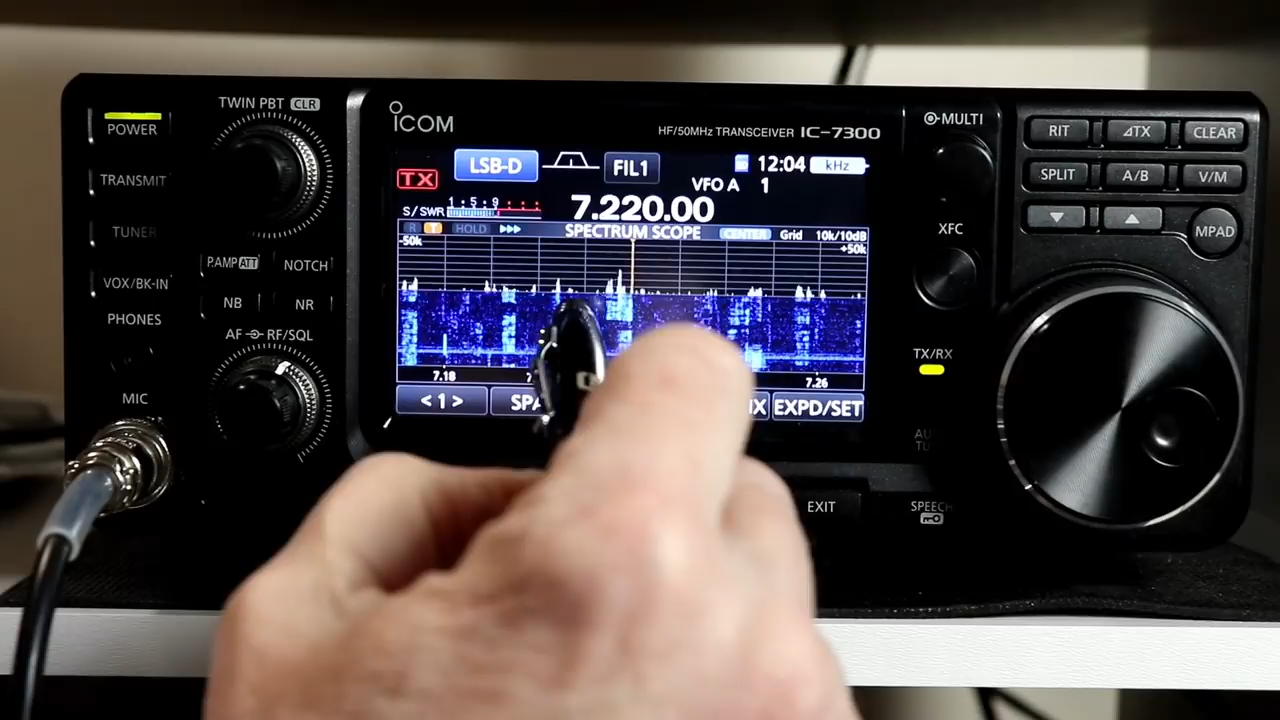 POWER
TRANSMIT
TUNER
VOX/BK-IN
PHONES
MIC
TWIN PBT CLR
P.AMP ATT
NOTCH
NB
NR
AF RF/SQL
ICOM
HF/50MHz TRANSCEIVER IC-7300
TX
LSB-D
FIL1
12:04
kHz
VFO A 1
S/SWR
1:5:9
7.220.00
R T HOLD
SPECTRUM SCOPE
CENTER Grid 10k/10dB
-50k
+50k
7.18
7.26
<1>
EXPD/SET
EXIT
MULTI
XFC
TX/RX
SPEECH
RIT
⊿TX
CLEAR
SPLIT
A/B
V/M
MPAD